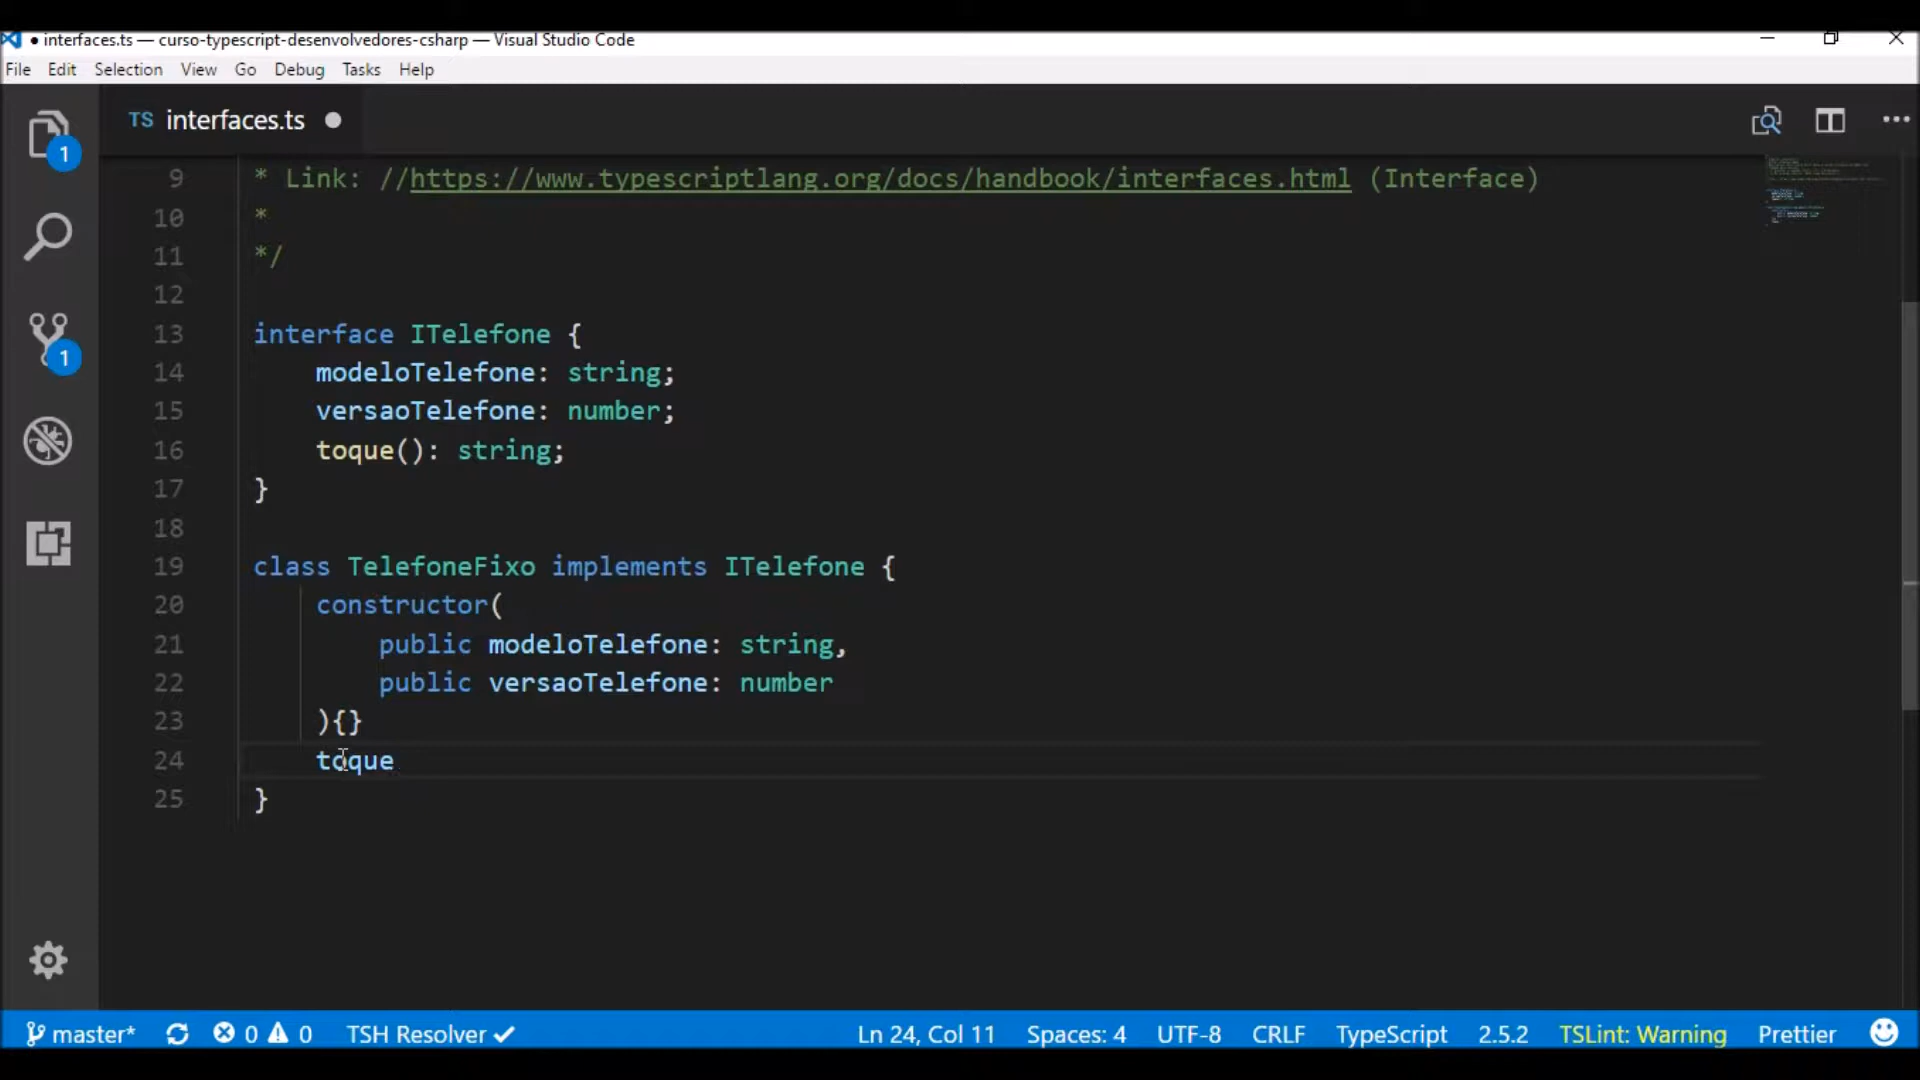 interfaces.ts — curso-typescript-desenvolvedores-csharp — Visual Studio Code
File Edit Selection View Go Debug Tasks Help
TS interfaces.ts
1
1
9 * Link: //https://www.typescriptlang.org/docs/handbook/interfaces.html (Interface)
10 *
11 */
12
13 interface ITelefone {
14 modeloTelefone: string;
15 versaoTelefone: number;
16 toque(): string;
17 }
18
19 class TelefoneFixo implements ITelefone {
20 constructor(
21 public modeloTelefone: string,
22 public versaoTelefone: number
23 ){}
24 toque
25 }
master* 0 0 TSH Resolver Ln 24, Col 11 Spaces: 4 UTF-8 CRLF TypeScript 2.5.2 TSLint: Warning Prettier